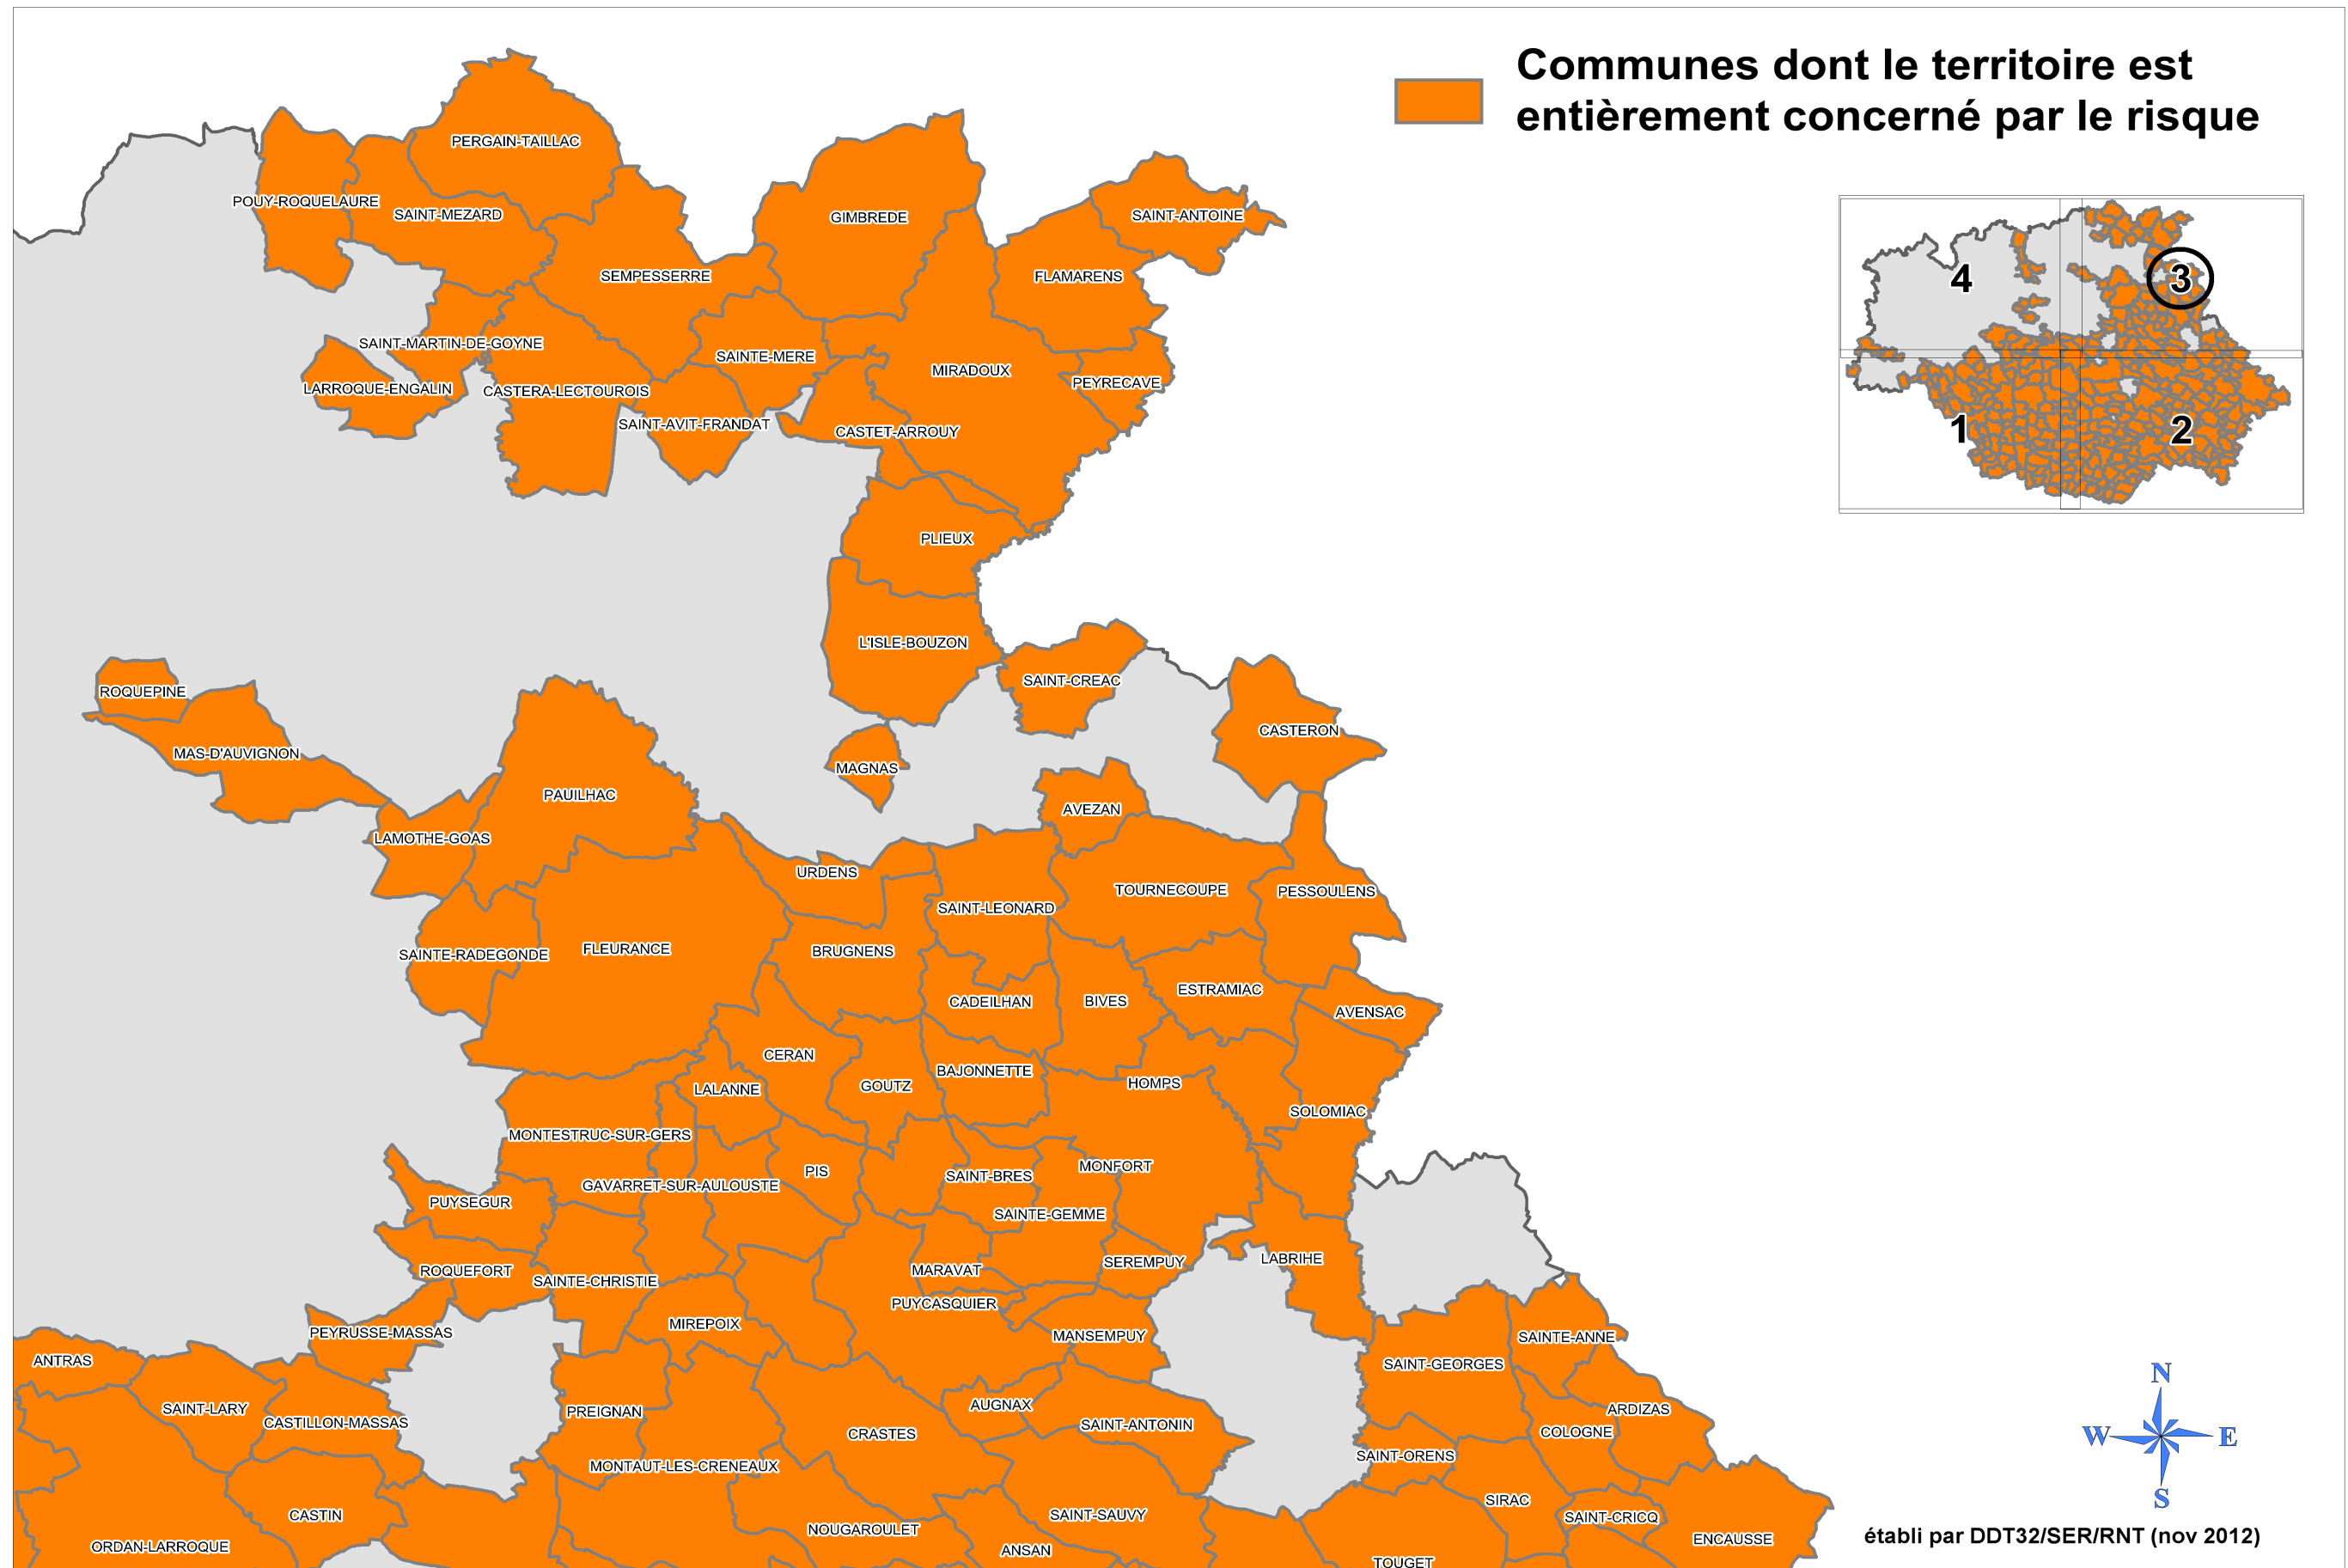 Communes dont le territoire est
entièrement concerné par le risque
PERGAIN-TAILLAC
POUY-ROQUELAURE
SAINT-MEZARD
GIMBREDE
SAINT-ANTOINE
SEMPESSERRE
FLAMARENS
4
3
SAINT-MARTIN-DE-GOYNE
SAINTE-MERE
MIRADOUX
PEYRECAVE
LARROQUE-ENGALIN
CASTERA-LECTOUROIS
SAINT-AVIT-FRANDAT
CASTET-ARROUY
1
2
PLIEUX
L'ISLE-BOUZON
SAINT-CREAC
ROQUEPINE
CASTERON
MAS-D'AUVIGNON
MAGNAS
PAUILHAC
AVEZAN
LAMOTHE-GOAS
URDENS
TOURNECOUPE
PESSOULENS
SAINT-LEONARD
FLEURANCE
BRUGNENS
SAINTE-RADEGONDE
ESTRAMIAC
CADEILHAN
BIVES
AVENSAC
CERAN
BAJONNETTE
HOMPS
GOUTZ
LALANNE
SOLOMIAC
MONTESTRUC-SUR-GERS
MONFORT
PIS
SAINT-BRES
GAVARRET-SUR-AULOUSTE
PUYSEGUR
SAINTE-GEMME
LABRIHE
SEREMPUY
ROQUEFORT
MARAVAT
SAINTE-CHRISTIE
PUYCASQUIER
MIREPOIX
PEYRUSSE-MASSAS
MANSEMPUY
SAINTE-ANNE
ANTRAS
SAINT-GEORGES
N
AUGNAX
SAINT-LARY
ARDIZAS
PREIGNAN
CASTILLON-MASSAS
SAINT-ANTONIN
COLOGNE
CRASTES
W
E
SAINT-ORENS
MONTAUT-LES-CRENEAUX
S
SIRAC
CASTIN
SAINT-SAUVY
SAINT-CRICQ
NOUGAROULET
établi par DDT32/SER/RNT (nov 2012)
ENCAUSSE
ORDAN-LARROQUE
ANSAN
TOUGET